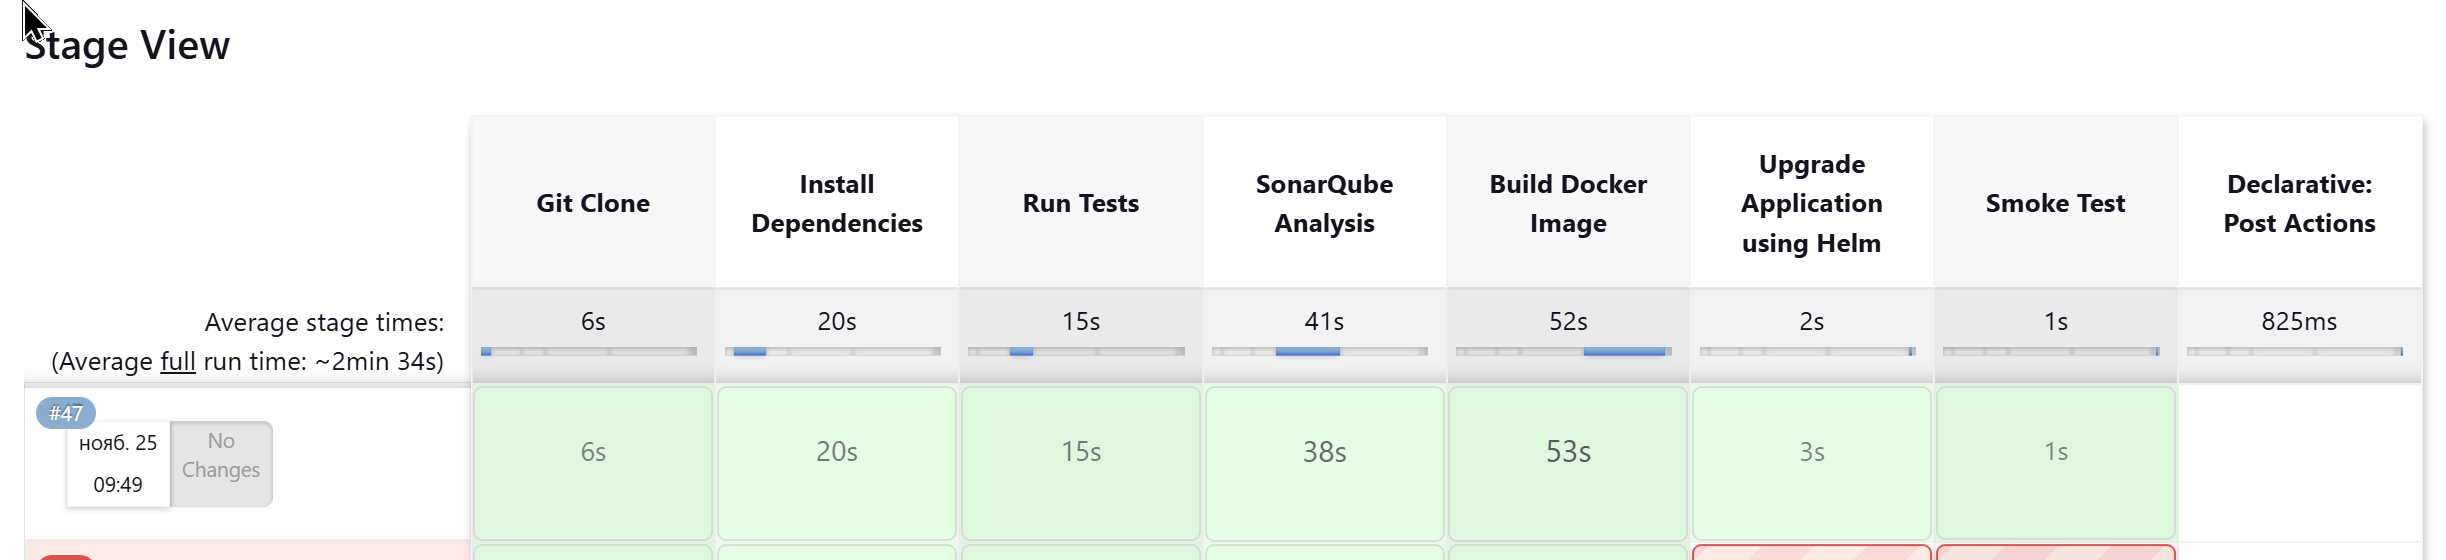 Stage View
Git Clone
Install
Dependencies
Run Tests
SonarQube
Analysis
Build Docker
Image
Upgrade
Application
using Helm
Smoke Test
Declarative:
Post Actions
Average stage times:
(Average full run time: ~2min 34s)
6s
20s
15s
41s
52s
2s
1s
825ms
#47
нояб. 25
09:49
No
Changes
6s
20s
15s
38s
53s
3s
1s